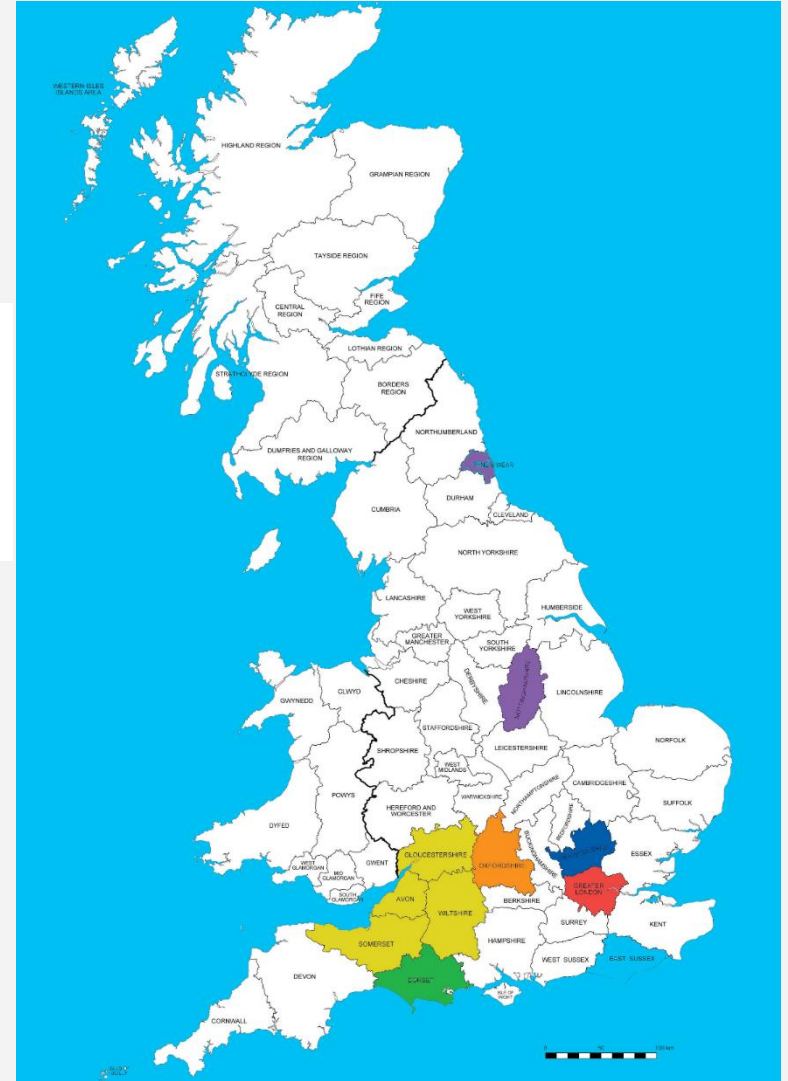 WESTERN ISLES
ISLANDS AREA
HIGHLAND REGION
GRAMPIAN REGION
TAYSIDE REGION
CENTRAL
REGION
FIFE
REGION
LOTHIAN REGION
STRATHCLYDE REGION
BORDERS
REGION
DUMFRIES AND GALLOWAY
REGION
NORTHUMBERLAND
WEAR
CUMBRIA
DURHAM
CLEVELAND
NORTH YORKSHIRE
LANCASHIRE
WEST
YORKSHIRE
HUMBERSIDE
GREATER
MANCHESTER
SOUTH
YORKSHIRE
CHESHIRE
DERBYSHIRE
NOTTINGHAMSHIRE
LINCOLNSHIRE
GWYNEDD
CLWYD
STAFFORDSHIRE
SHROPSHIRE
LEICESTERSHIRE
NORFOLK
WEST
MIDLANDS
POWYS
HEREFORD AND
WORCESTER
WARWICKSHIRE
NORTHAMPTONSHIRE
CAMBRIDGESHIRE
SUFFOLK
DYFED
BEDFORDSHIRE
BUCKINGHAMSHIRE
WEST
GLAMORGAN
MID
GLAMORGAN
SOUTH
GLAMORGAN
GWENT
GLOUCESTERSHIRE
OXFORDSHIRE
ESSEX
GREATER
LONDON
AVON
WILTSHIRE
BERKSHIRE
SURREY
KENT
SOMERSET
HAMPSHIRE
WEST SUSSEX
EAST SUSSEX
DEVON
DORSET
ISLE OF
WIGHT
CORNWALL
0 50 100 km